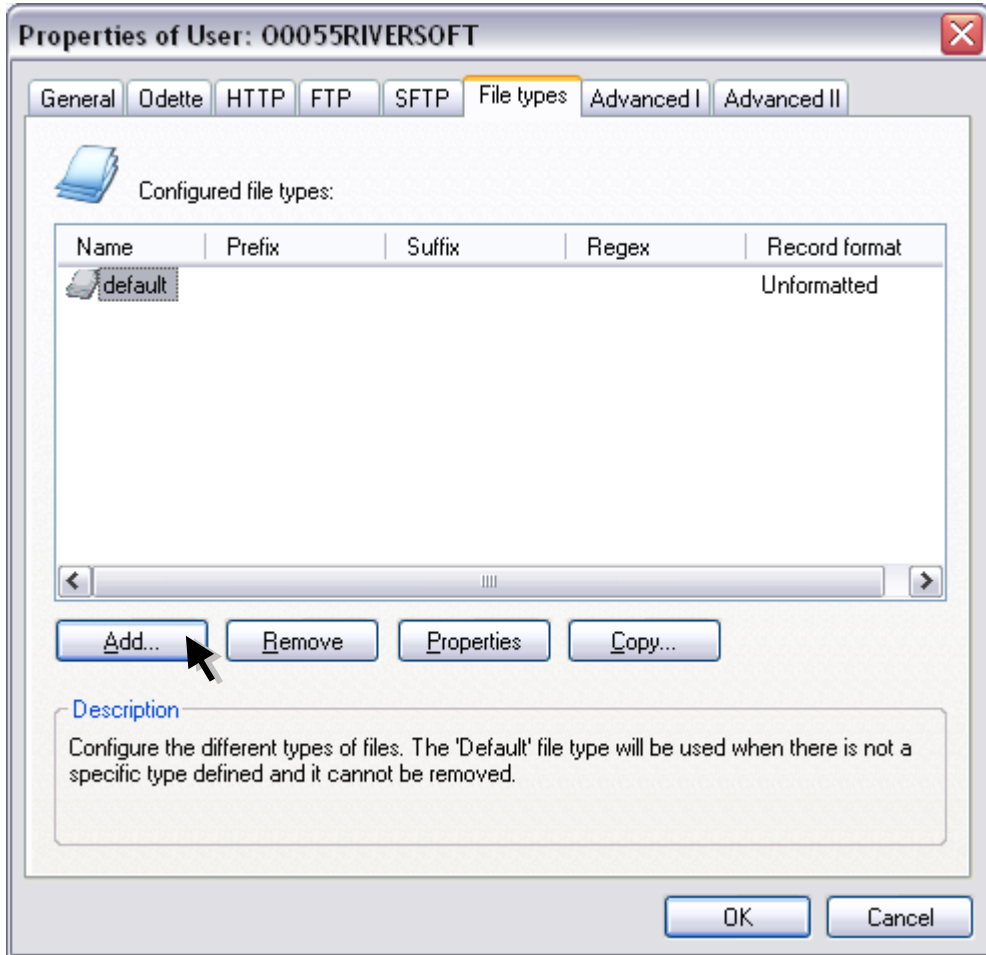 Properties of User: O0055RIVERSOFT
General Odette HTTP FTP SFTP File types Advanced I Advanced II
Configured file types:
Name Prefix Suffix Regex Record format
default Unformatted
Add... Remove Properties Copy...
Description
Configure the different types of files. The 'Default' file type will be used when there is not a
specific type defined and it cannot be removed.
OK Cancel